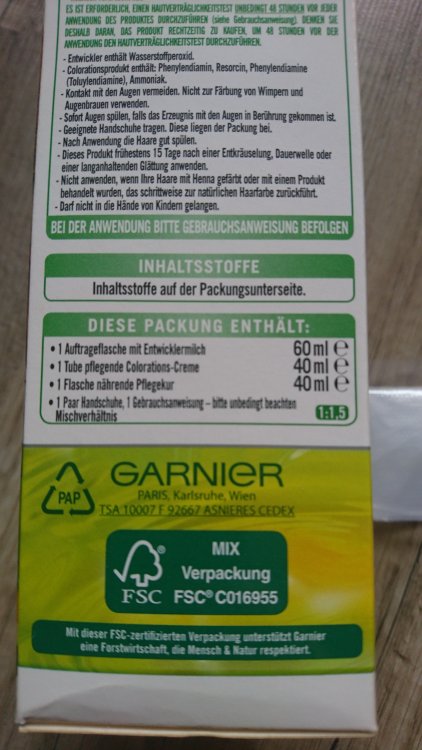 ES IST ERFORDERLICH, EINEN HAUTVERTRÄGLICHKEITSTEST UNBEDINGT 48 STUNDEN VOR JEDER
ANWENDUNG DES PRODUKTES DURCHZUFÜHREN (siehe Gebrauchsanweisung). DENKEN SIE
DESHALB DARAN, DAS PRODUKT RECHTZEITIG ZU KAUFEN, UM 48 STUNDEN VOR DER
ANWENDUNG DEN HAUTVERTRÄGLICHKEITSTEST DURCHZUFÜHREN.
- Entwickler enthält Wasserstoffperoxid.
- Colorationsprodukt enthält: Phenylendiamin, Resorcin, Phenylendiamine
(Toluylendiamine), Ammoniak.
- Kontakt mit den Augen vermeiden. Nicht zur Färbung von Wimpern und
Augenbrauen verwenden.
- Sofort Augen spülen, falls das Erzeugnis mit den Augen in Berührung gekommen ist.
- Geeignete Handschuhe tragen. Diese liegen der Packung bei.
- Nach Anwendung die Haare gut spülen.
- Dieses Produkt frühestens 15 Tage nach einer Entkräuselung, Dauerwelle oder
einer langanhaltenden Glättung anwenden.
- Nicht anwenden, wenn Ihre Haare mit Henna gefärbt oder mit einem Produkt
behandelt wurden, das schrittweise zur natürlichen Haarfarbe zurückführt.
- Darf nicht in die Hände von Kindern gelangen.
BEI DER ANWENDUNG BITTE GEBRAUCHSANWEISUNG BEFOLGEN
INHALTSSTOFFE
Inhaltsstoffe auf der Packungsunterseite.
DIESE PACKUNG ENTHÄLT:
• 1 Auftrageflasche mit Entwicklermilch 60 ml ℮
• 1 Tube pflegende Colorations-Creme 40 ml ℮
• 1 Flasche nährende Pflegekur 40 ml ℮
• 1 Paar Handschuhe, 1 Gebrauchsanweisung – bitte unbedingt beachten
Mischverhältnis 1:1,5
PAP
GARNIER
PARIS, Karlsruhe, Wien
TSA 10007 F 92667 ASNIERES CEDEX
FSC
MIX
Verpackung
FSC® C016955
Mit dieser FSC-zertifizierten Verpackung unterstützt Garnier
eine Forstwirtschaft, die Mensch & Natur respektiert.